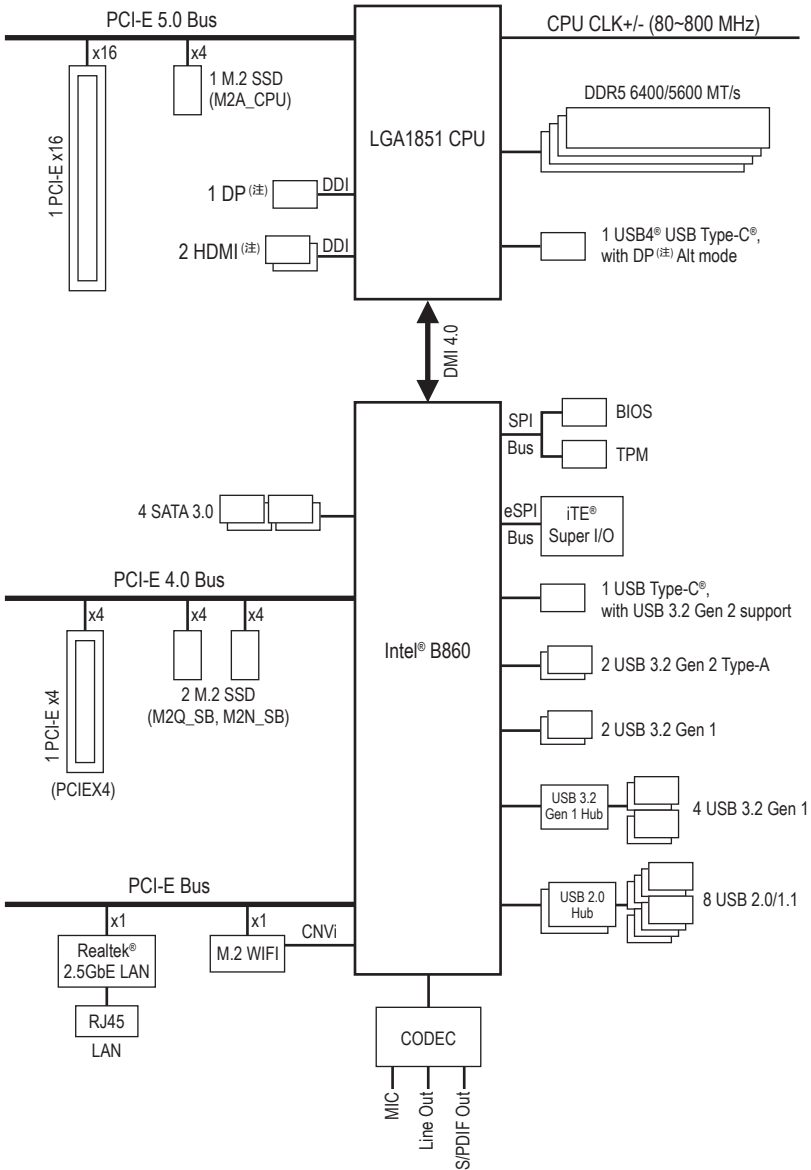 PCI-E 5.0 Bus
CPU CLK+/- (80~800 MHz)
x16
x4
1 M.2 SSD
(M2A_CPU)
1 PCI-E x16
LGA1851 CPU
DDR5 6400/5600 MT/s
1 DP(注)
DDI
2 HDMI(注)
DDI
1 USB4® USB Type-C®,
with DP(注) Alt mode
DMI 4.0
SPI
Bus
BIOS
TPM
4 SATA 3.0
eSPI
Bus
iTE®
Super I/O
PCI-E 4.0 Bus
x4
x4
x4
1 PCI-E x4
(PCIEX4)
2 M.2 SSD
(M2Q_SB, M2N_SB)
Intel® B860
1 USB Type-C®,
with USB 3.2 Gen 2 support
2 USB 3.2 Gen 2 Type-A
2 USB 3.2 Gen 1
USB 3.2
Gen 1 Hub
4 USB 3.2 Gen 1
USB 2.0
Hub
8 USB 2.0/1.1
PCI-E Bus
x1
x1
CNVi
Realtek®
2.5GbE LAN
M.2 WIFI
RJ45
LAN
CODEC
MIC
Line Out
S/PDIF Out